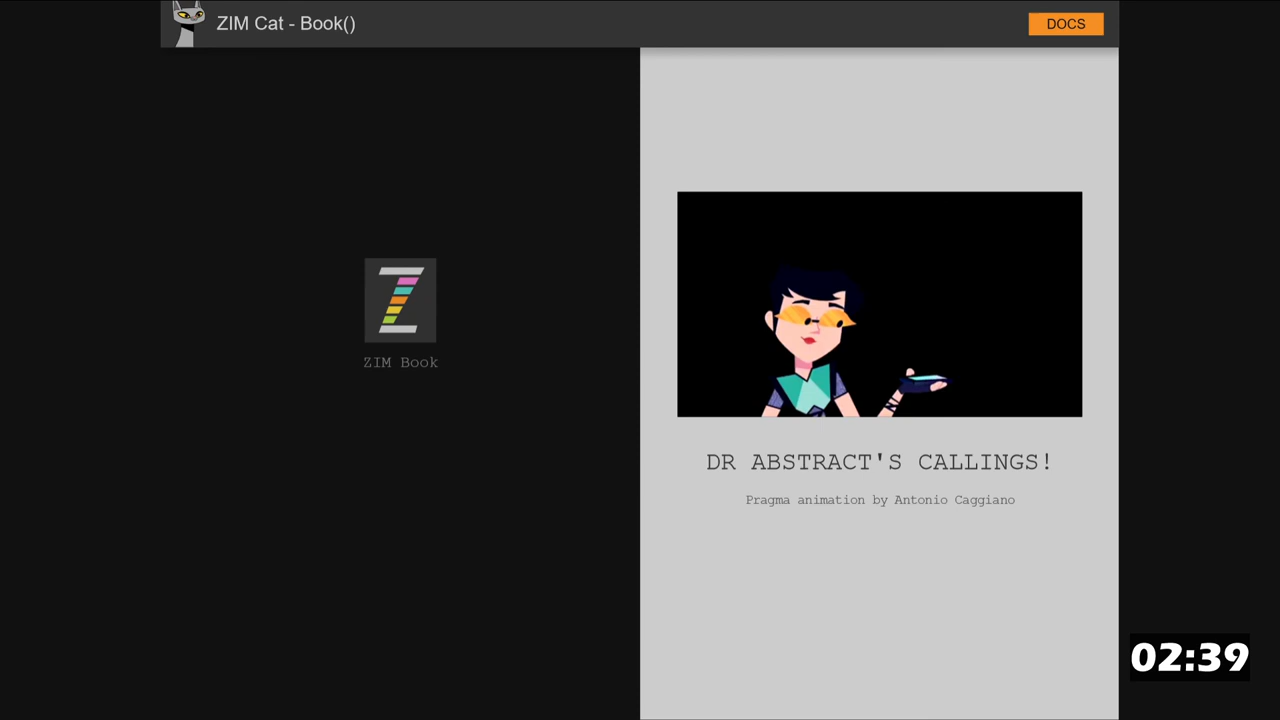 ZIM Cat - Book()
DOCS
ZIM Book
DR ABSTRACT'S CALLINGS!
Pragma animation by Antonio Caggiano
02:39